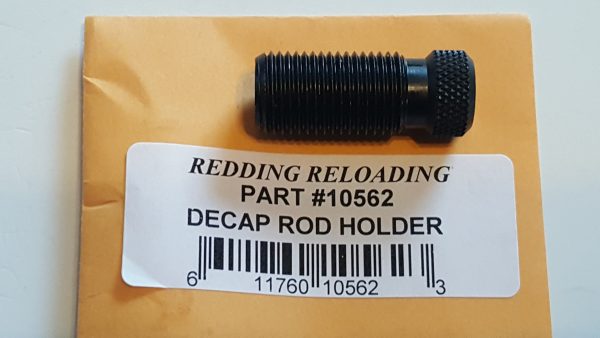 REDDING RELOADING
PART #10562
DECAP ROD HOLDER
6 11760 10562 3